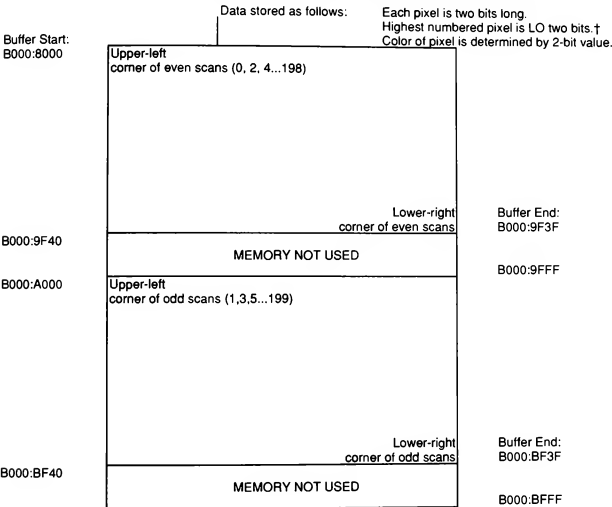 Data stored as follows:
Each pixel is two bits long.
Highest numbered pixel is LO two bits.†
Color of pixel is determined by 2-bit value.
Buffer Start:
B000:8000
Upper-left
corner of even scans (0, 2, 4...198)
Lower-right
corner of even scans
Buffer End:
B000:9F3F
B000:9F40
MEMORY NOT USED
B000:9FFF
B000:A000
Upper-left
corner of odd scans (1,3,5...199)
Lower-right
corner of odd scans
Buffer End:
B000:BF3F
B000:BF40
MEMORY NOT USED
B000:BFFF